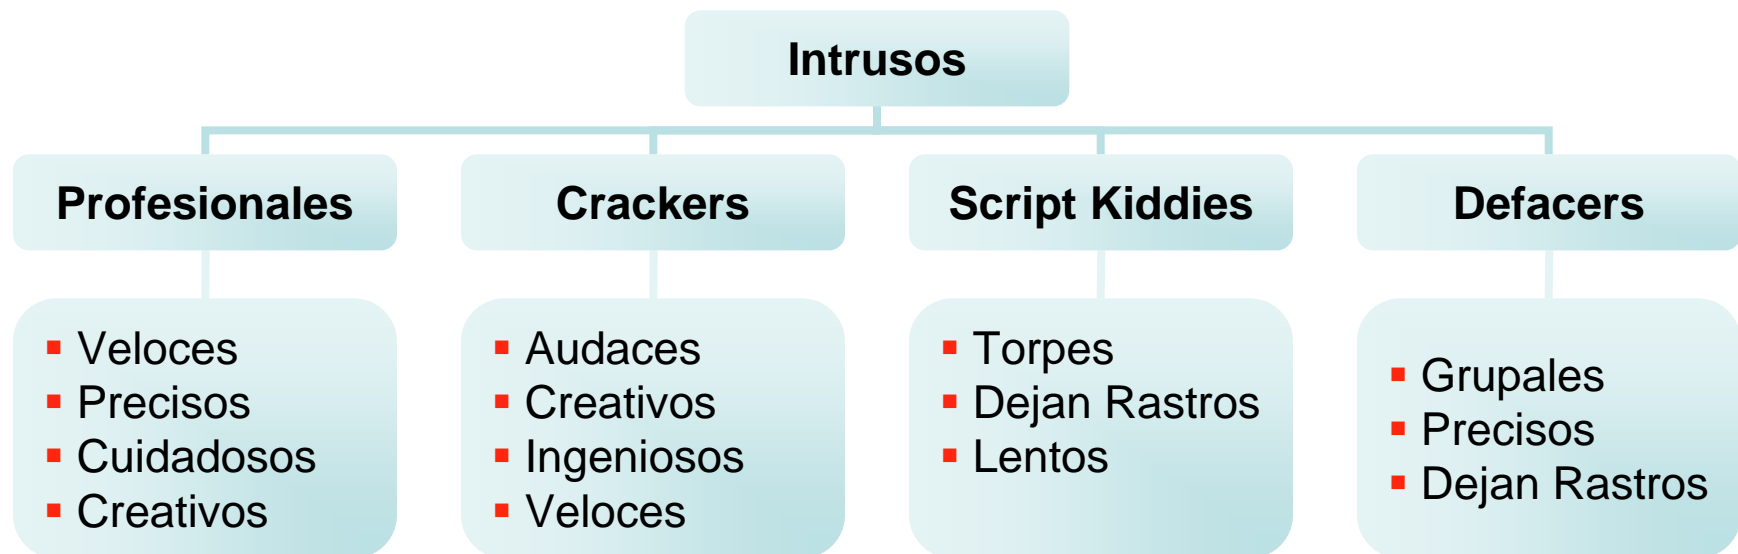 Intrusos
Profesionales
Veloces
Precisos
Cuidadosos
Creativos
Crackers
Audaces
Creativos
Ingeniosos
Veloces
Script Kiddies
Torpes
Dejan Rastros
Lentos
Defacers
Grupales
Precisos
Dejan Rastros